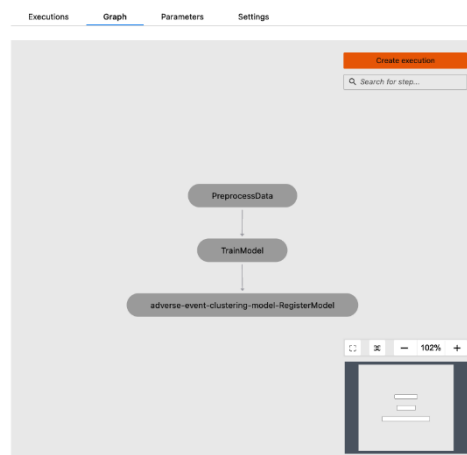 Executions Graph Parameters Settings
Create execution
Search for step...
PreprocessData
TrainModel
adverse-event-clustering-model-RegisterModel
102%